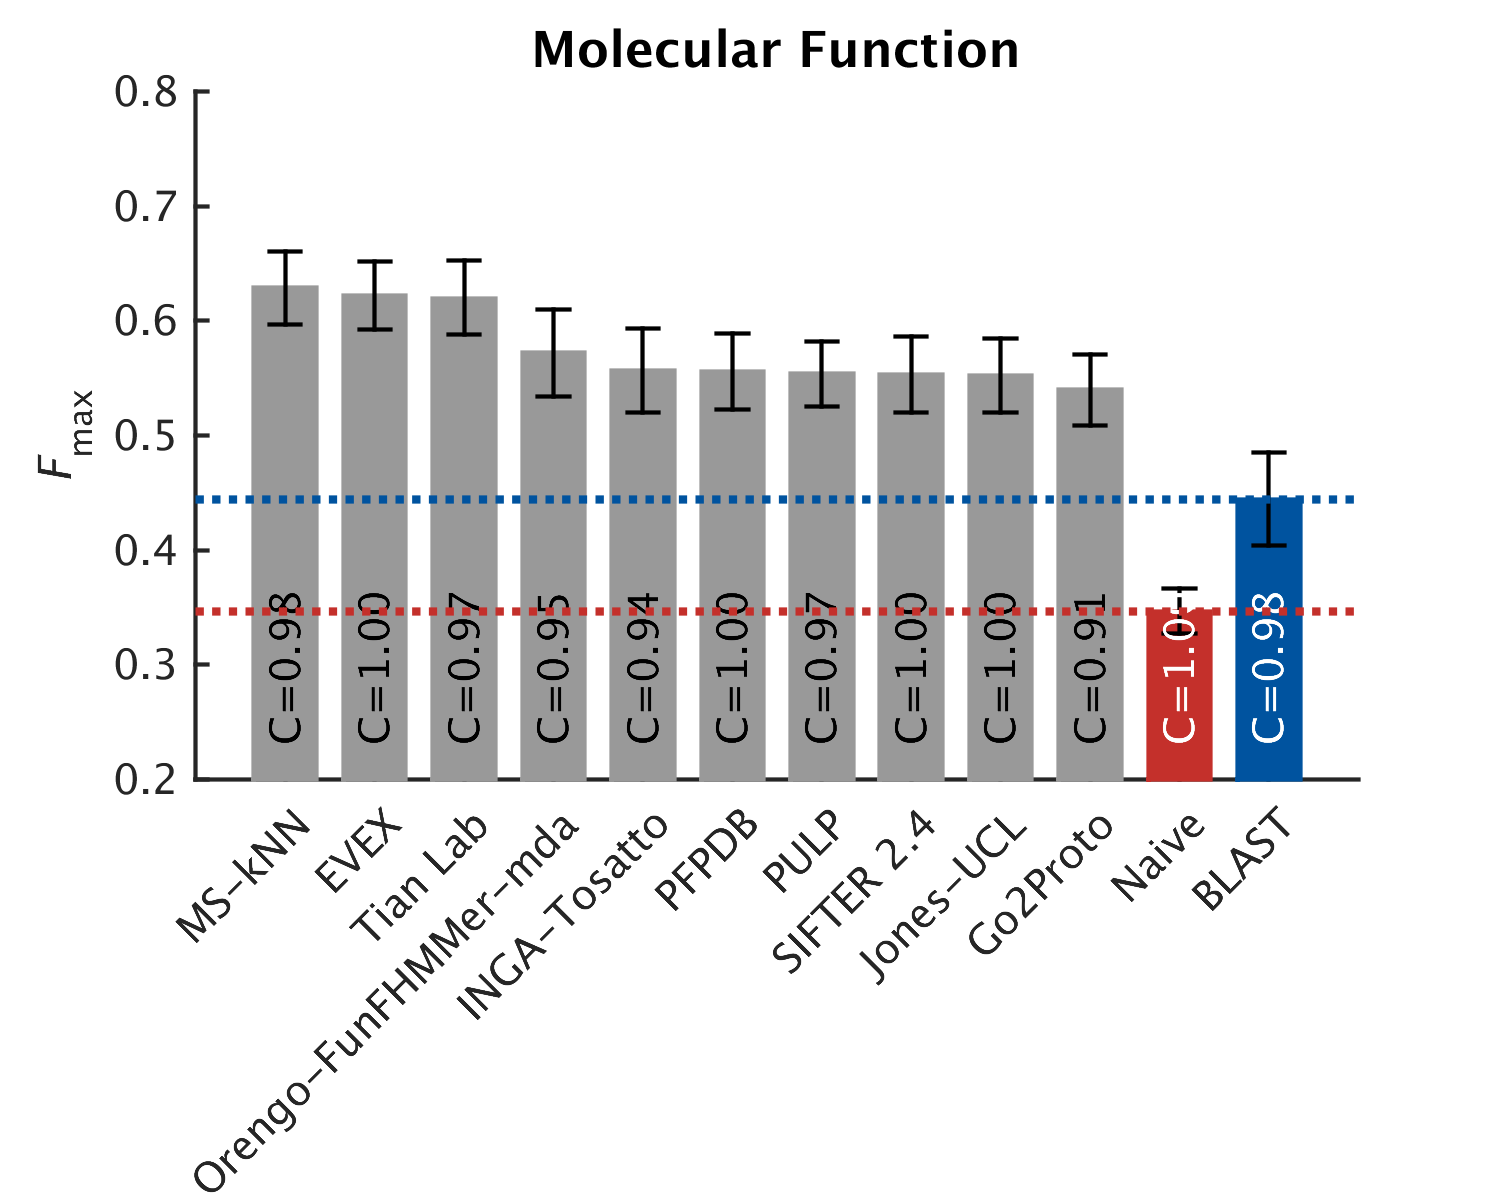 Molecular Function
0.8
0.7
0.6
0.5
0.4
0.3
0.2
Fmax
C=0.98
C=1.00
C=0.97
C=0.95
C=0.94
C=1.00
C=0.97
C=1.00
C=1.00
C=0.91
C=1.00
C=0.98
MS-kNN
EVEX
Tian Lab
Orengo-FunFHMMer-mda
INGA-Tosatto
PFPDB
PULP
SIFTER 2.4
Jones-UCL
Go2Proto
Naive
BLAST